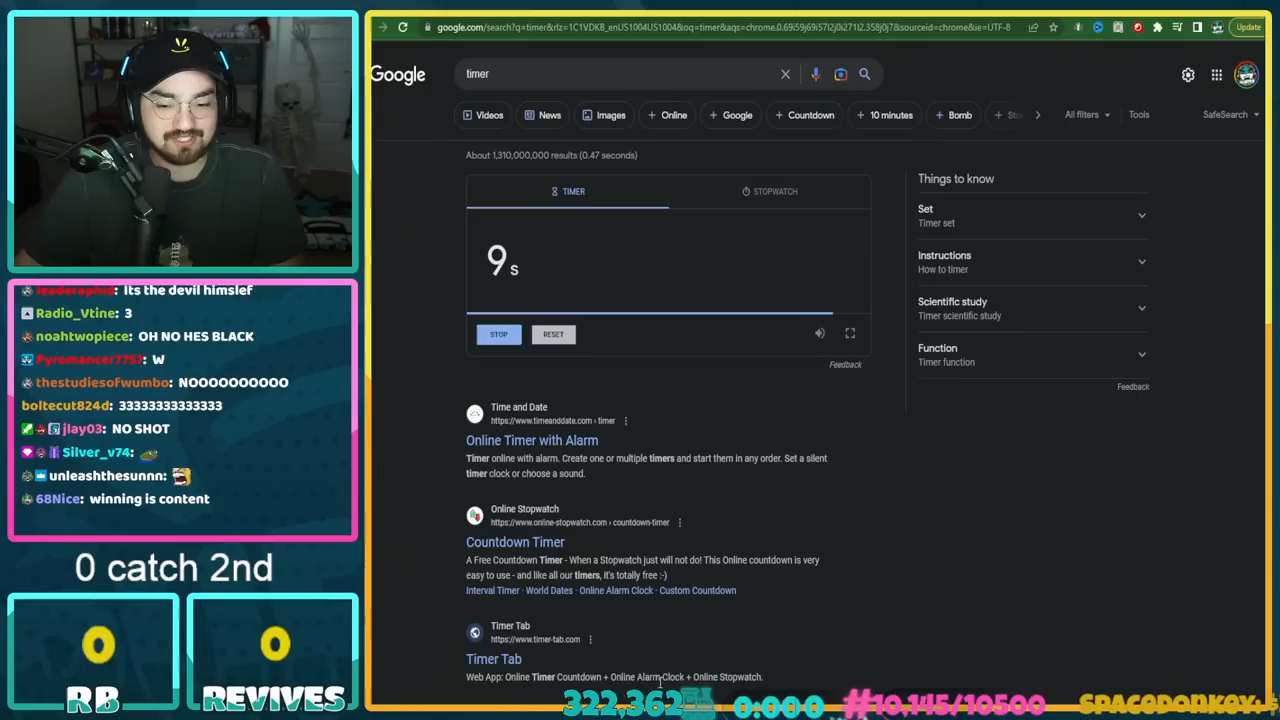 google.com/search?q=timer&rlz=1C1VDKB_enUS1004US1004&oq=timer&aqs=chrome.0.69i59j69i57l2j0i271l2.358j0j7&sourceid=chrome&ie=UTF-8
Update
Google
timer
Videos
News
Images
+ Online
+ Google
+ Countdown
+ 10 minutes
+ Bomb
All filters
Tools
SafeSearch
About 1,310,000,000 results (0.47 seconds)
TIMER
STOPWATCH
9s
STOP
RESET
Feedback
Things to know
Set
Timer set
Instructions
How to timer
Scientific study
Timer scientific study
Function
Timer function
Feedback
Time and Date
https://www.timeanddate.com › timer
Online Timer with Alarm
Timer online with alarm. Create one or multiple timers and start them in any order. Set a silent
timer clock or choose a sound.
Online Stopwatch
https://www.online-stopwatch.com › countdown-timer
Countdown Timer
A Free Countdown Timer - When a Stopwatch just will not do! This Online countdown is very
easy to use - and like all our timers, it's totally free :-)
Interval Timer · World Dates · Online Alarm Clock · Custom Countdown
Timer Tab
https://www.timer-tab.com
Timer Tab
Web App: Online Timer Countdown + Online Alarm Clock + Online Stopwatch.
leaderaphid: Its the devil himslef
Radio_Vtine: 3
noahtwopiece: OH NO HES BLACK
Pyromancer775?: W
thestudiesofwumbo: NOOOOOOOOOO
boltecut824d: 33333333333333
jlay03: NO SHOT
Silver_v74:
unleashthesunnn:
68Nice: winning is content
0 catch 2nd
0
RB
0
REVIVES
322,362
0:000
#10,145/10500
SPACEDONKEY: